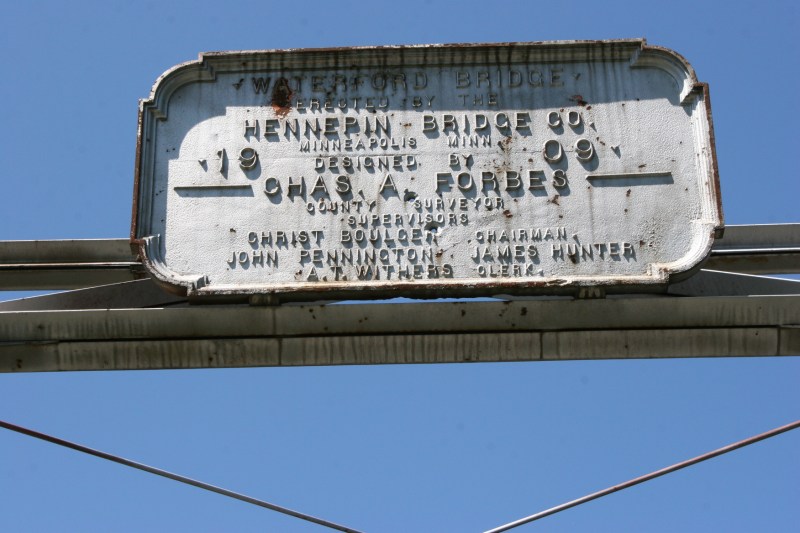 WATERFORD BRIDGE
ERECTED BY THE
HENNEPIN BRIDGE CO.
MINNEAPOLIS MINN.
19 DESIGNED BY 09
CHAS. A. FORBES
COUNTY SURVEYOR
SUPERVISORS
CHRIST BOULGER CHAIRMAN.
JOHN PENNINGTON. JAMES HUNTER
A.T. WITHERS CLERK.